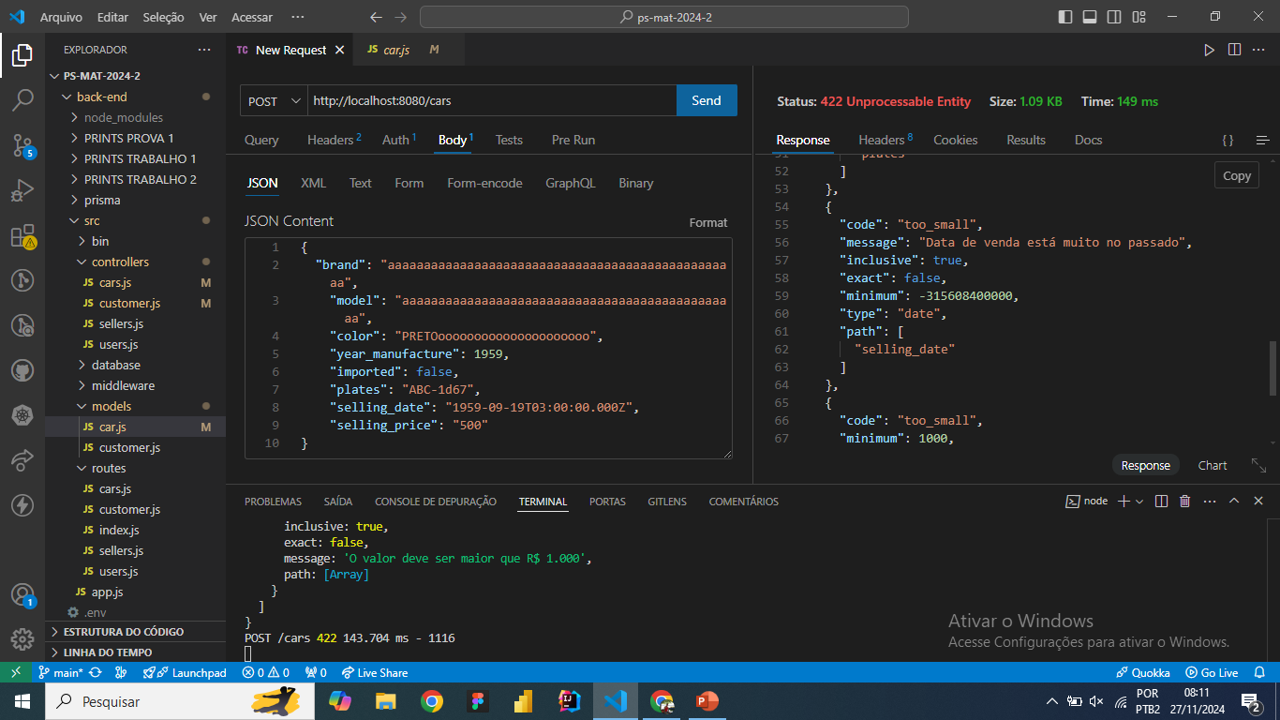 Arquivo Editar Seleção Ver Acessar ··· ps-mat-2024-2
EXPLORADOR ···
PS-MAT-2024-2
back-end
node_modules
PRINTS PROVA 1
PRINTS TRABALHO 1
PRINTS TRABALHO 2
prisma
src
bin
controllers
JS cars.js M
JS customer.js M
JS sellers.js
JS users.js
database
middleware
models
JS car.js M
JS customer.js
routes
JS cars.js
JS customer.js
JS index.js
JS sellers.js
JS users.js
JS app.js
.env
ESTRUTURA DO CÓDIGO
LINHA DO TEMPO
5
1
TC New Request JS car.js M
POST http://localhost:8080/cars Send
Query Headers 2 Auth 1 Body 1 Tests Pre Run
JSON XML Text Form Form-encode GraphQL Binary
JSON Content Format
1 {
2 "brand": "aaaaaaaaaaaaaaaaaaaaaaaaaaaaaaaaaaaaaaaaaaaaaaa
aa",
3 "model": "aaaaaaaaaaaaaaaaaaaaaaaaaaaaaaaaaaaaaaaaaaaaa
aa",
4 "color": "PRETOooooooooooooooooooooo",
5 "year_manufacture": 1959,
6 "imported": false,
7 "plates": "ABC-1d67",
8 "selling_date": "1959-09-19T03:00:00.000Z",
9 "selling_price": "500"
10 }
Status: 422 Unprocessable Entity Size: 1.09 KB Time: 149 ms
Response Headers 8 Cookies Results Docs { }
Copy
51 "plates"
52 ]
53 },
54 {
55 "code": "too_small",
56 "message": "Data de venda está muito no passado",
57 "inclusive": true,
58 "exact": false,
59 "minimum": -315608400000,
60 "type": "date",
61 "path": [
62 "selling_date"
63 ]
64 },
65 {
66 "code": "too_small",
67 "minimum": 1000,
Response Chart
PROBLEMAS SAÍDA CONSOLE DE DEPURAÇÃO TERMINAL PORTAS GITLENS COMENTÁRIOS node
inclusive: true,
exact: false,
message: 'O valor deve ser maior que R$ 1.000',
path: [Array]
}
]
}
POST /cars 422 143.704 ms - 1116
Ativar o Windows
Acesse Configurações para ativar o Windows.
main* Launchpad 0 0 0 Live Share Quokka Go Live
Pesquisar
POR
PTB2
08:11
27/11/2024
2